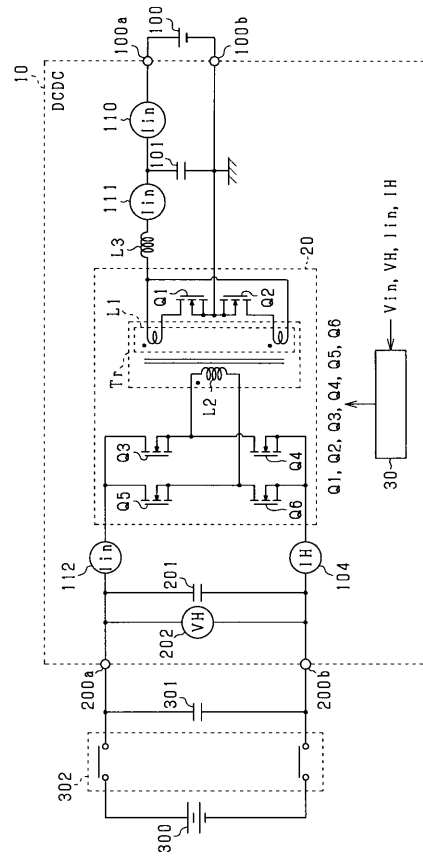 10
DCDC
100a
100
100b
110
Iin
101
111
Iin
L3
20
Q1
L1
Q2
Tr
L2
Q3
Q4
Q5
Q6
112
Iin
201
202
VH
IH
104
Q1, Q2, Q3, Q4, Q5, Q6
30
Vin, VH, Iin, IH
200a
200b
301
302
300